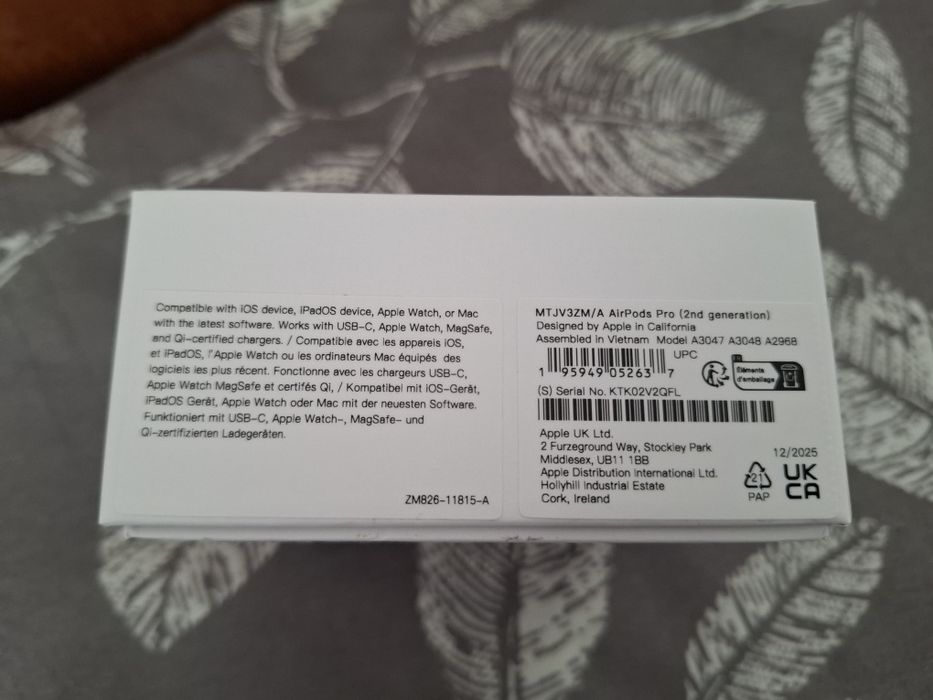 Compatible with iOS device, iPadOS device, Apple Watch, or Mac
with the latest software. Works with USB-C, Apple Watch, MagSafe,
and Qi-certified chargers. / Compatible avec les appareils iOS,
et iPadOS, l'Apple Watch ou les ordinateurs Mac équipés des
logiciels les plus récent. Fonctionne avec les chargeurs USB-C,
Apple Watch MagSafe et certifés Qi, / Kompatibel mit iOS-Gerät,
iPadOS Gerät, Apple Watch oder Mac mit der neuesten Software.
Funktioniert mit USB-C, Apple Watch-, MagSafe- und
Qi-zertifizierten Ladegeräten.
ZM826-11815-A
MTJV3ZM/A AirPods Pro (2nd generation)
Designed by Apple in California
Assembled in Vietnam Model A3047 A3048 A2968
UPC
1 95949 05263 7
FR
Éléments
d'emballage
(S) Serial No. KTK02V2QFL
Apple UK Ltd.
2 Furzeground Way, Stockley Park
Middlesex, UB11 1BB
Apple Distribution International Ltd.
Hollyhill Industrial Estate
Cork, Ireland
12/2025
21
PAP
UK
CA